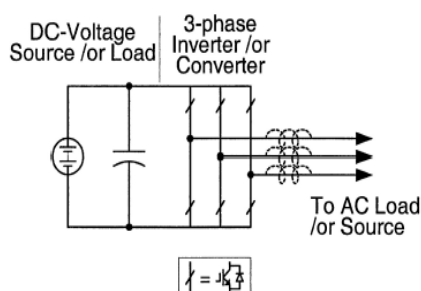 DC-Voltage
Source /or Load
3-phase
Inverter /or
Converter
To AC Load
/or Source
=